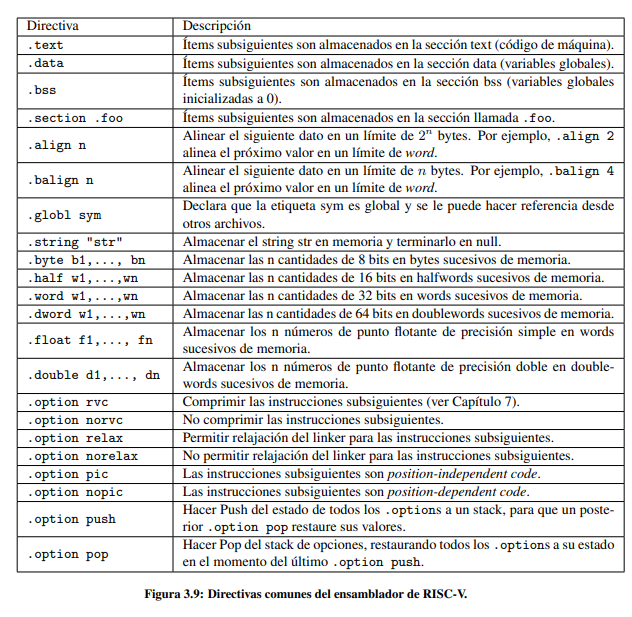 Directiva Descripción
.text Ítems subsiguientes son almacenados en la sección text (código de máquina).
.data Ítems subsiguientes son almacenados en la sección data (variables globales).
.bss Ítems subsiguientes son almacenados en la sección bss (variables globales
inicializadas a 0).
.section .foo Ítems subsiguientes son almacenados en la sección llamada .foo.
.align n Alinear el siguiente dato en un límite de 2ⁿ bytes. Por ejemplo, .align 2
alinea el próximo valor en un límite de word.
.balign n Alinear el siguiente dato en un límite de n bytes. Por ejemplo, .balign 4
alinea el próximo valor en un límite de word.
.globl sym Declara que la etiqueta sym es global y se le puede hacer referencia desde
otros archivos.
.string "str" Almacenar el string str en memoria y terminarlo en null.
.byte b1,..., bn Almacenar las n cantidades de 8 bits en bytes sucesivos de memoria.
.half w1,...,wn Almacenar las n cantidades de 16 bits en halfwords sucesivos de memoria.
.word w1,...,wn Almacenar las n cantidades de 32 bits en words sucesivos de memoria.
.dword w1,...,wn Almacenar las n cantidades de 64 bits en doublewords sucesivos de memoria.
.float f1,..., fn Almacenar los n números de punto flotante de precisión simple en words
sucesivos de memoria.
.double d1,..., dn Almacenar los n números de punto flotante de precisión doble en double-
words sucesivos de memoria.
.option rvc Comprimir las instrucciones subsiguientes (ver Capítulo 7).
.option norvc No comprimir las instrucciones subsiguientes.
.option relax Permitir relajación del linker para las instrucciones subsiguientes.
.option norelax No permitir relajación del linker para las instrucciones subsiguientes.
.option pic Las instrucciones subsiguientes son position-independent code.
.option nopic Las instrucciones subsiguientes son position-dependent code.
.option push Hacer Push del estado de todos los .options a un stack, para que un poste-
rior .option pop restaure sus valores.
.option pop Hacer Pop del stack de opciones, restaurando todos los .options a su estado
en el momento del último .option push.
Figura 3.9: Directivas comunes del ensamblador de RISC-V.